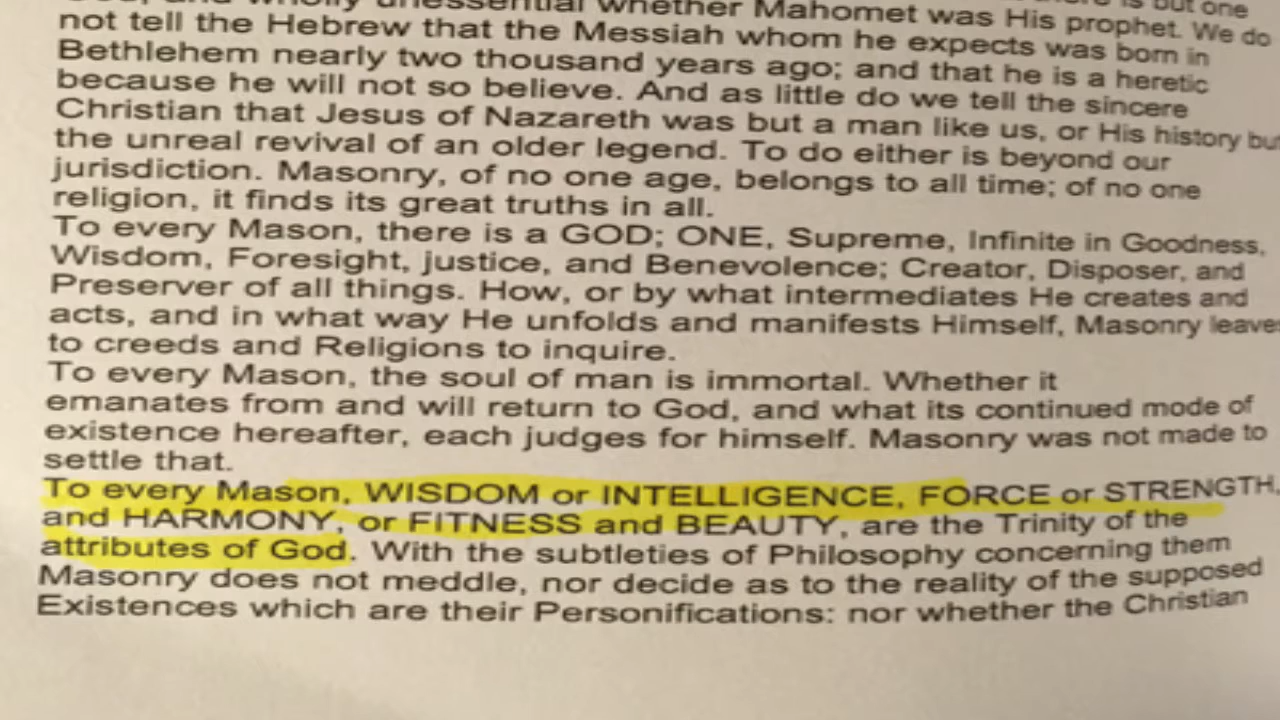 unessential whether Mahomet was His prophet. We do
not tell the Hebrew that the Messiah whom he expects was born in
Bethlehem nearly two thousand years ago; and that he is a heretic
because he will not so believe. And as little do we tell the sincere
Christian that Jesus of Nazareth was but a man like us, or His history but
the unreal revival of an older legend. To do either is beyond our
jurisdiction. Masonry, of no one age, belongs to all time; of no one
religion, it finds its great truths in all.
To every Mason, there is a GOD; ONE, Supreme, Infinite in Goodness,
Wisdom, Foresight, justice, and Benevolence; Creator, Disposer, and
Preserver of all things. How, or by what intermediates He creates and
acts, and in what way He unfolds and manifests Himself, Masonry leaves
to creeds and Religions to inquire.
To every Mason, the soul of man is immortal. Whether it
emanates from and will return to God, and what its continued mode of
existence hereafter, each judges for himself. Masonry was not made to
settle that.
To every Mason, WISDOM or INTELLIGENCE, FORCE or STRENGTH,
and HARMONY, or FITNESS and BEAUTY, are the Trinity of the
attributes of God. With the subtleties of Philosophy concerning them
Masonry does not meddle, nor decide as to the reality of the supposed
Existences which are their Personifications: nor whether the Christian